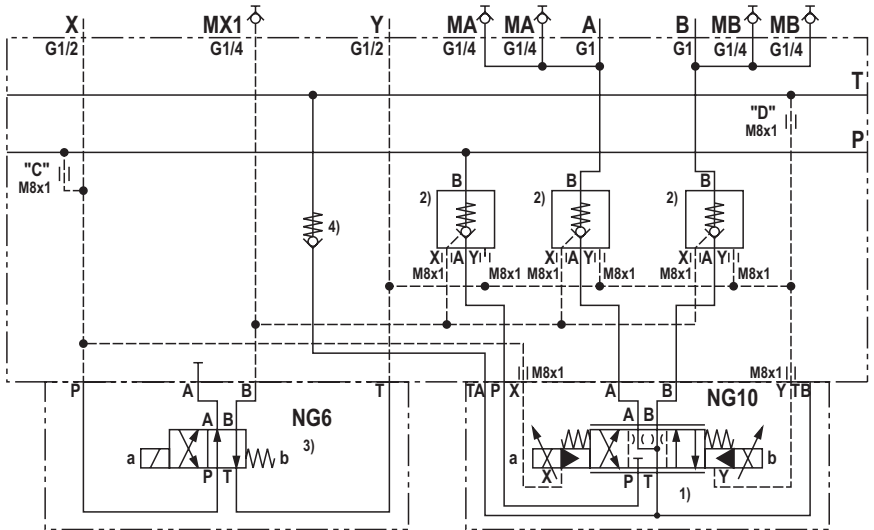 X MX1 Y MA MA A B MB MB
G1/2 G1/4 G1/2 G1/4 G1/4 G1 G1 G1/4 G1/4
T
"D"
M8x1
P
"C"
M8x1
B B B
2) 2) 2)
4)
X A Y X A Y X A Y
M8x1 M8x1 M8x1 M8x1 M8x1 M8x1
M8x1 M8x1
P A B T TA P X A B Y TB
NG6 NG10
A B A B
3)
a b a b
X Y
P T P T
1)